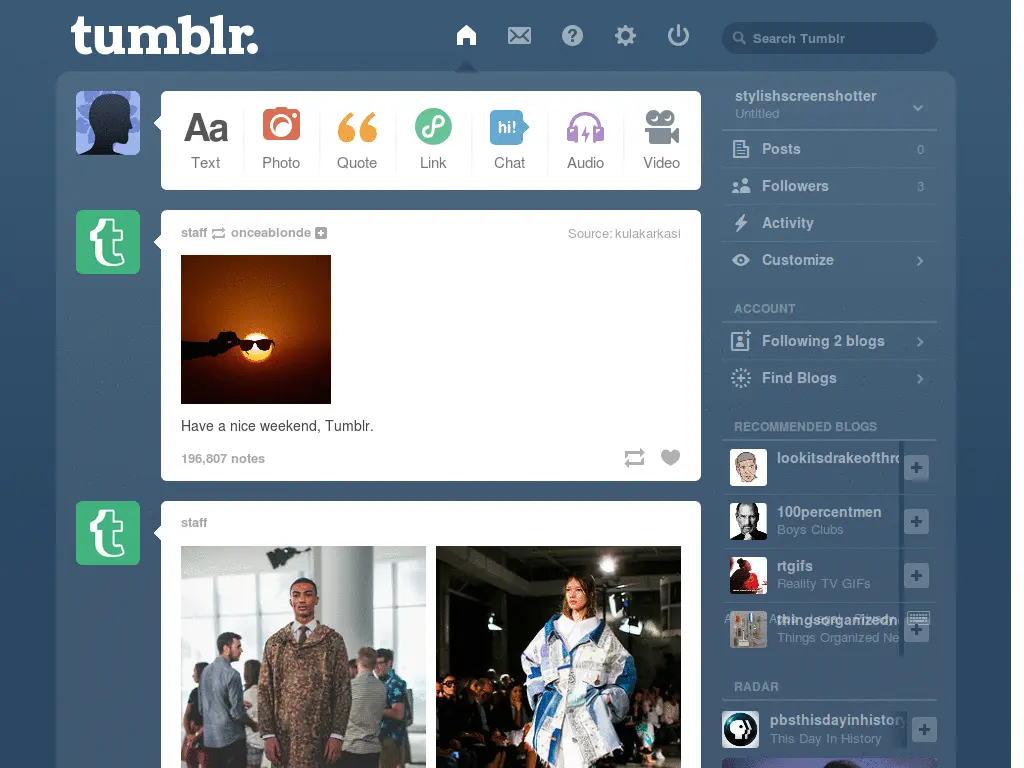 tumblr.
Search Tumblr
Aa
Text
Photo
Quote
Link
hi!
Chat
Audio
Video
staff onceablonde
Source: kulakarkasi
Have a nice weekend, Tumblr.
196,807 notes
staff
stylishscreenshotter
Untitled
Posts 0
Followers 3
Activity
Customize
ACCOUNT
Following 2 blogs
Find Blogs
RECOMMENDED BLOGS
lookitsdrakeofthro
100percentmen
Boys Clubs
rtgifs
Reality TV GIFs
thingsorganizedn
Things Organized Ne
RADAR
pbsthisdayinhistory
This Day In History